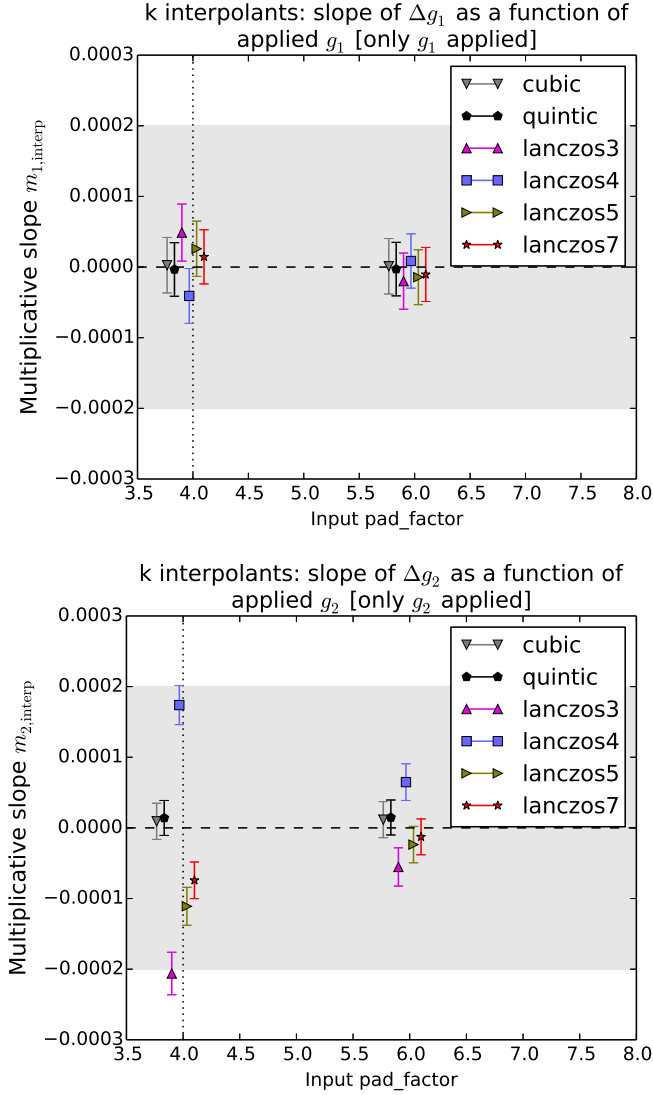 k interpolants: slope of Δg₁ as a function of
applied g₁ [only g₁ applied]
Multiplicative slope m₁,interp
0.0003
0.0002
0.0001
0.0000
−0.0001
−0.0002
−0.0003
cubic
quintic
lanczos3
lanczos4
lanczos5
lanczos7
3.5 4.0 4.5 5.0 5.5 6.0 6.5 7.0 7.5 8.0
Input pad_factor
k interpolants: slope of Δg₂ as a function of
applied g₂ [only g₂ applied]
Multiplicative slope m₂,interp
0.0003
0.0002
0.0001
0.0000
−0.0001
−0.0002
−0.0003
cubic
quintic
lanczos3
lanczos4
lanczos5
lanczos7
3.5 4.0 4.5 5.0 5.5 6.0 6.5 7.0 7.5 8.0
Input pad_factor